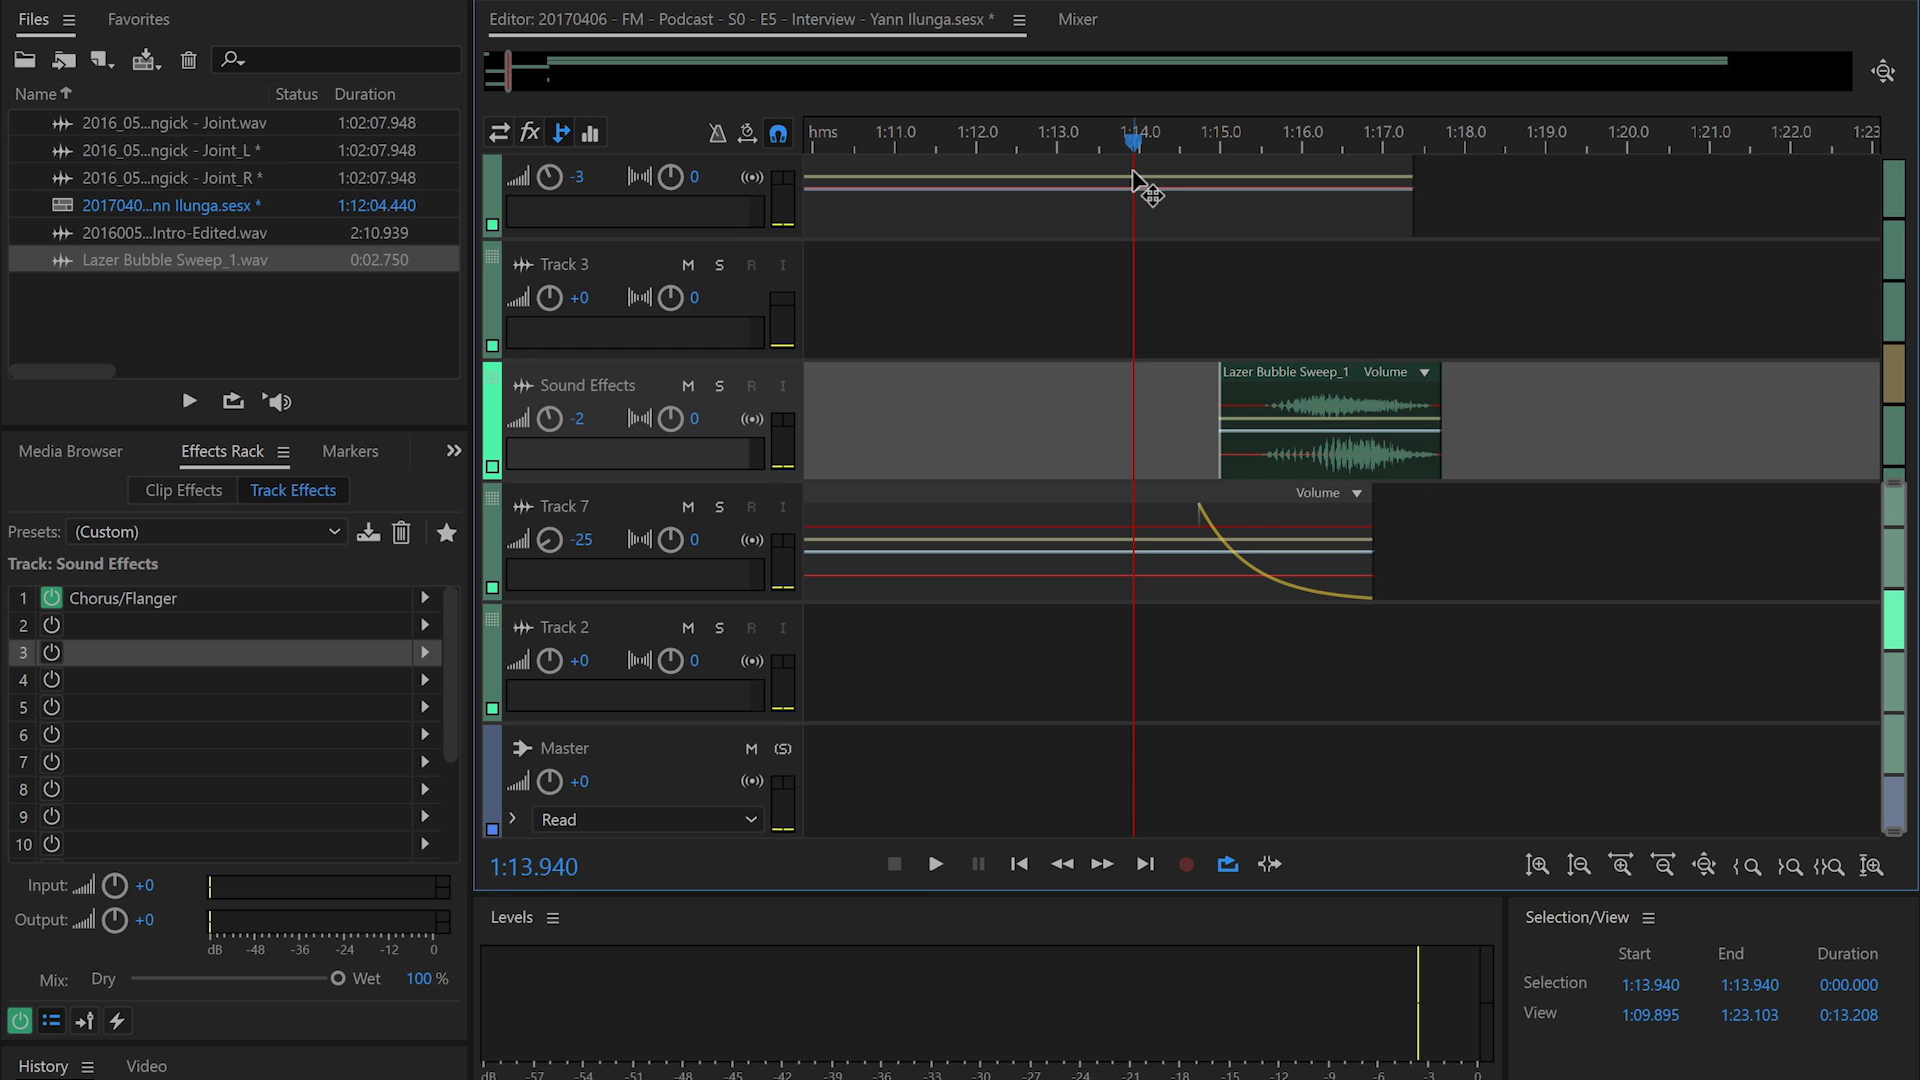 Files
Favorites
Name Status Duration
2016_05...ngick - Joint.wav 1:02:07.948
2016_05...ngick - Joint_L * 1:02:07.948
2016_05...ngick - Joint_R * 1:02:07.948
2017040...nn Ilunga.sesx * 1:12:04.440
2016005...Intro-Edited.wav 2:10.939
Lazer Bubble Sweep_1.wav 0:02.750
Media Browser Effects Rack Markers
Clip Effects Track Effects
Presets: (Custom)
Track: Sound Effects
1 Chorus/Flanger
2
3
4
5
6
7
8
9
10
Input: +0
Output: +0
dB -48 -36 -24 -12 0
Mix: Dry Wet 100 %
History Video
Editor: 20170406 - FM - Podcast - S0 - E5 - Interview - Yann Ilunga.sesx * Mixer
fx
hms 1:11.0 1:12.0 1:13.0 1:14.0 1:15.0 1:16.0 1:17.0 1:18.0 1:19.0 1:20.0 1:21.0 1:22.0 1:23
-3 0
Track 3 M S R I
+0 0
Sound Effects M S R I
-2 0
Lazer Bubble Sweep_1 Volume
Track 7 M S R I
-25 0
Volume
Track 2 M S R I
+0 0
Master M (S)
+0
Read
1:13.940
Levels
dB -57 -54 -51 -48 -45 -42 -39 -36 -33 -30 -27 -24 -21 -18 -15 -12 -9 -6 -3 0
Selection/View
Start End Duration
Selection 1:13.940 1:13.940 0:00.000
View 1:09.895 1:23.103 0:13.208